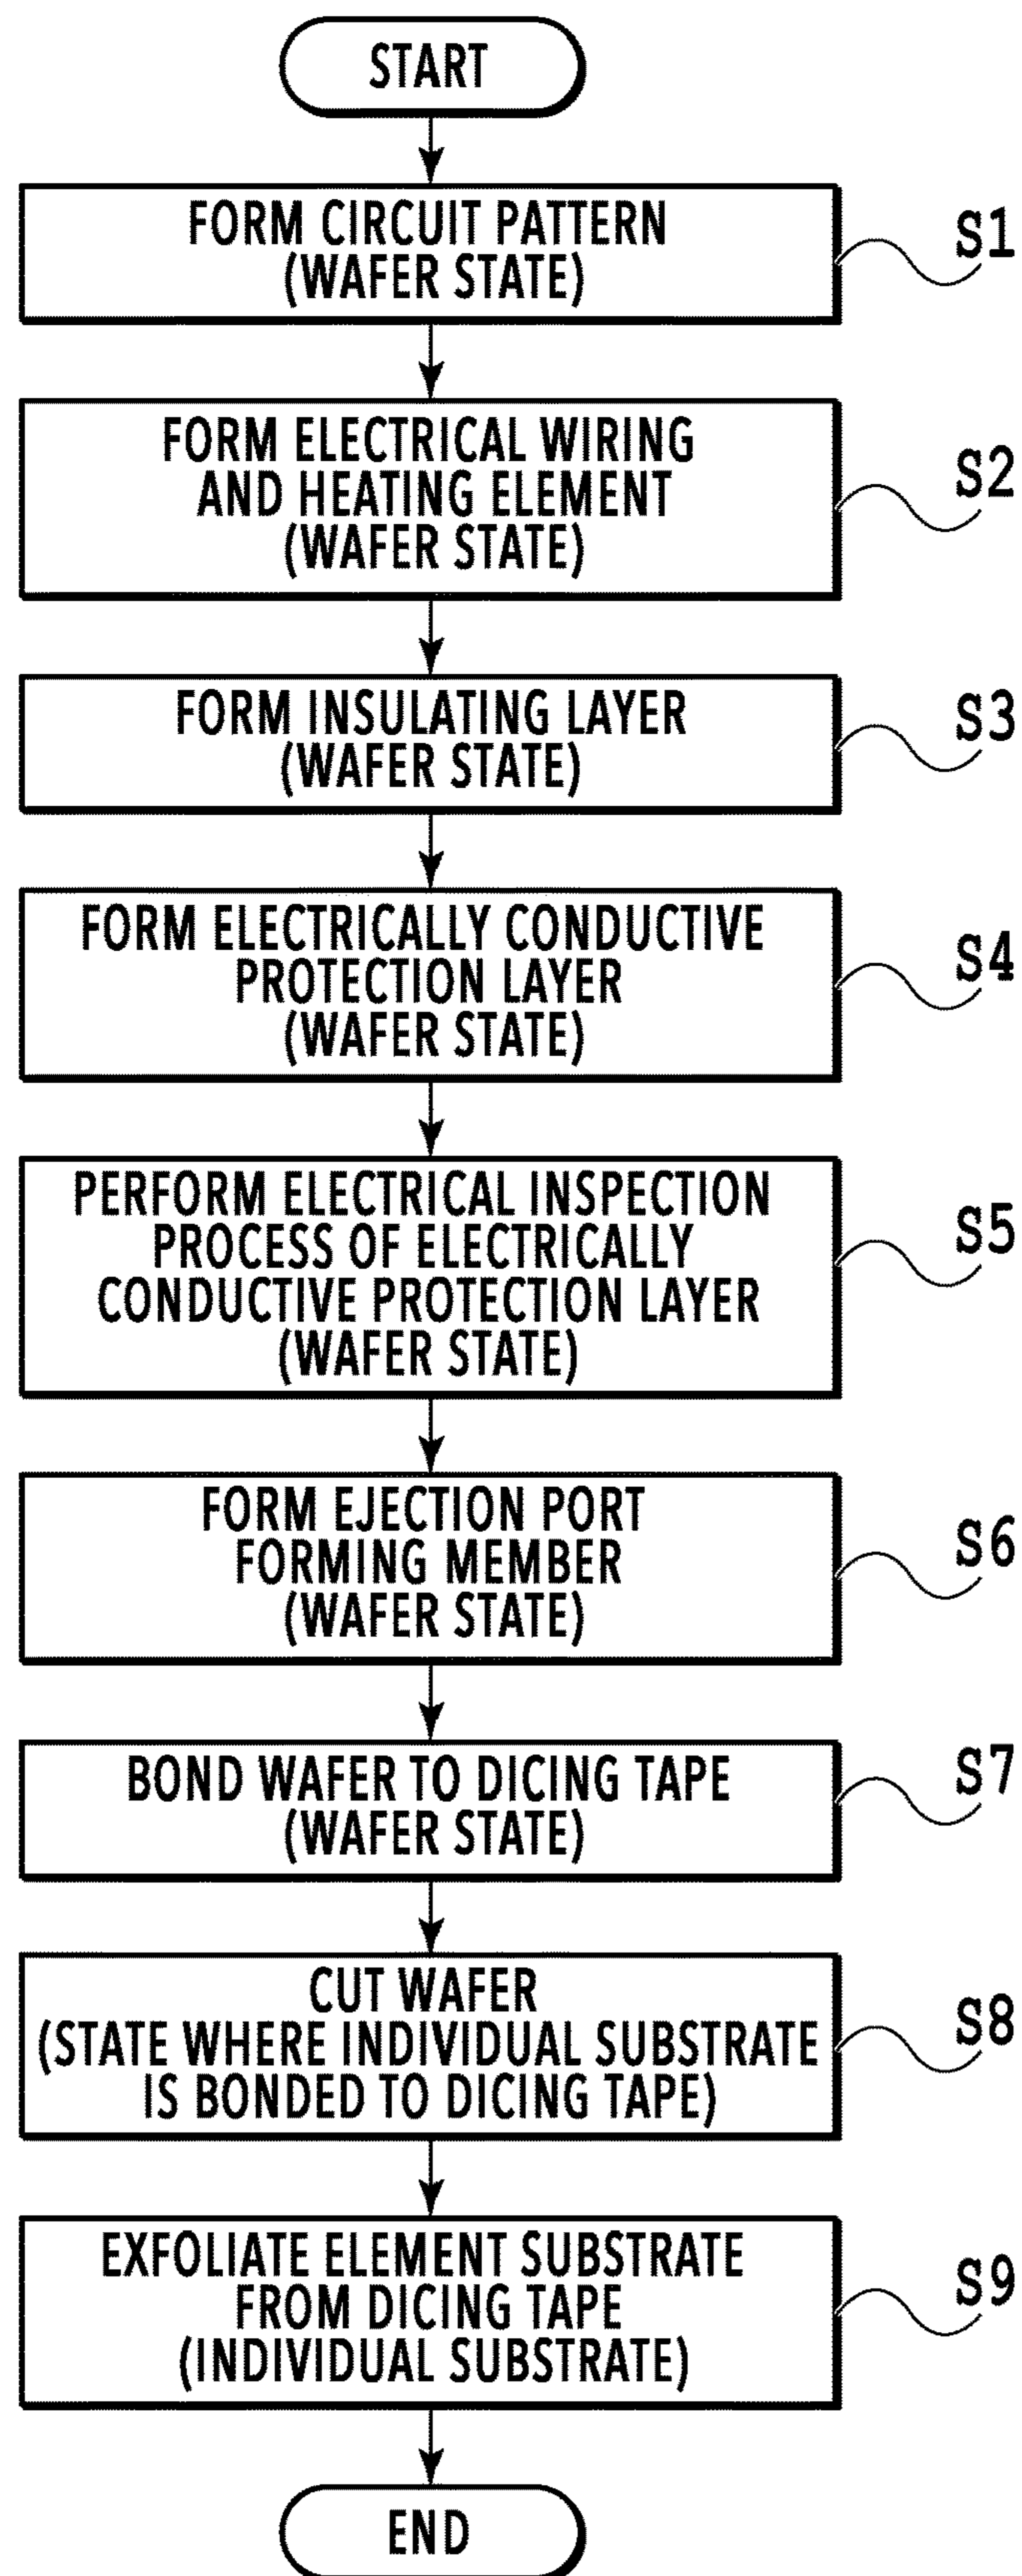 START
FORM CIRCUIT PATTERN
(WAFER STATE)
S1
FORM ELECTRICAL WIRING
AND HEATING ELEMENT
(WAFER STATE)
S2
FORM INSULATING LAYER
(WAFER STATE)
S3
FORM ELECTRICALLY CONDUCTIVE
PROTECTION LAYER
(WAFER STATE)
S4
PERFORM ELECTRICAL INSPECTION
PROCESS OF ELECTRICALLY
CONDUCTIVE PROTECTION LAYER
(WAFER STATE)
S5
FORM EJECTION PORT
FORMING MEMBER
(WAFER STATE)
S6
BOND WAFER TO DICING TAPE
(WAFER STATE)
S7
CUT WAFER
(STATE WHERE INDIVIDUAL SUBSTRATE
IS BONDED TO DICING TAPE)
S8
EXFOLIATE ELEMENT SUBSTRATE
FROM DICING TAPE
(INDIVIDUAL SUBSTRATE)
S9
END